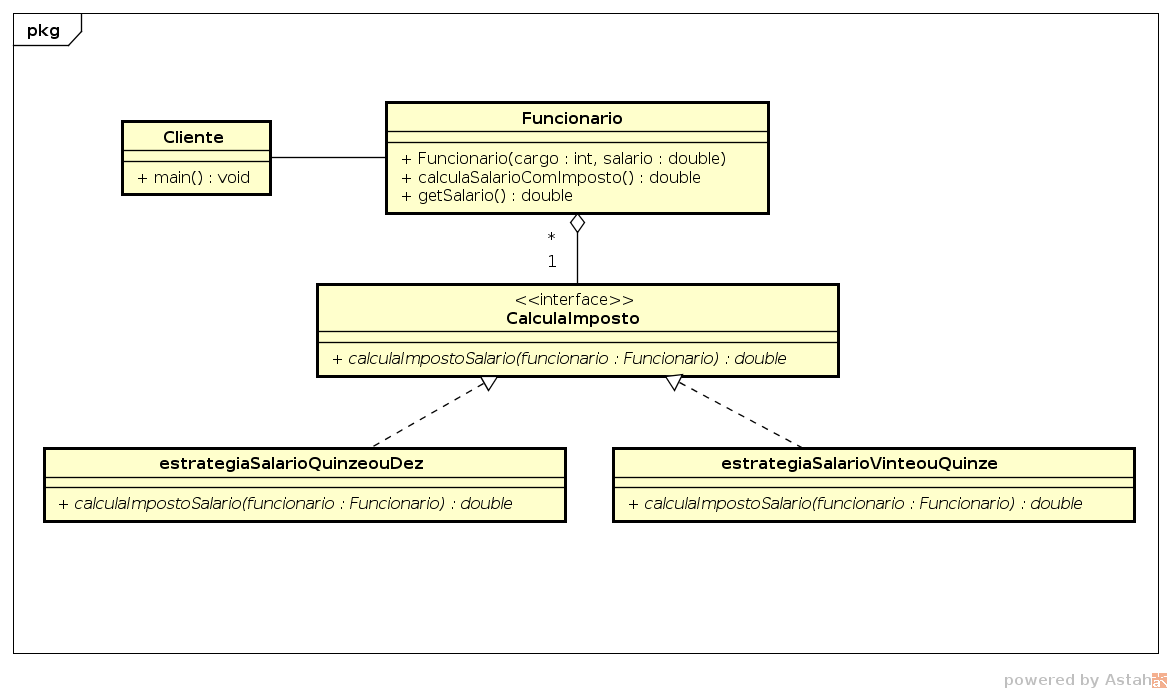 pkg
Cliente
+ main() : void
Funcionario
+ Funcionario(cargo : int, salario : double)
+ calculaSalarioComImposto() : double
+ getSalario() : double
*
1
<<interface>>
CalculaImposto
+ calculaImpostoSalario(funcionario : Funcionario) : double
estrategiaSalarioQuinzeouDez
+ calculaImpostoSalario(funcionario : Funcionario) : double
estrategiaSalarioVinteouQuinze
+ calculaImpostoSalario(funcionario : Funcionario) : double
powered by Astah